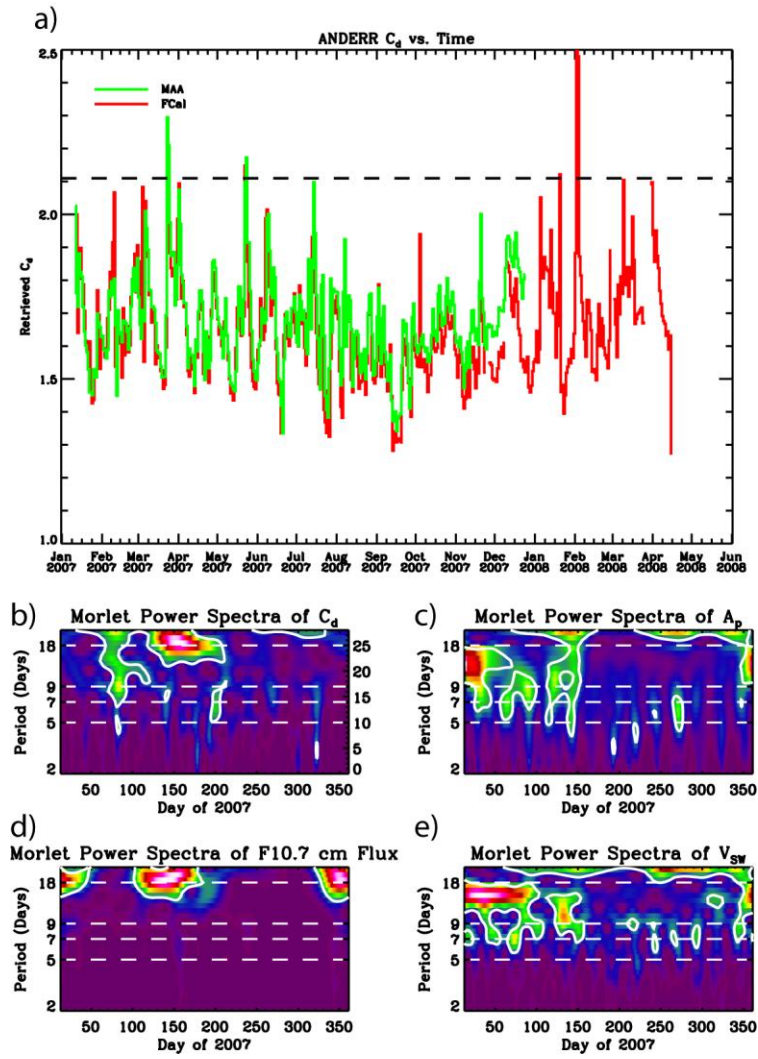 a)
ANDERR C_d vs. Time
2.5
MAA
FCal
2.0
Retrieved C_d
1.5
1.0
Jan Feb Mar Apr May Jun Jul Aug Sep Oct Nov Dec Jan Feb Mar Apr May Jun
2007 2007 2007 2007 2007 2007 2007 2007 2007 2007 2007 2007 2008 2008 2008 2008 2008 2008
b)
Morlet Power Spectra of C_d
18
9
7
5
2
Period (Days)
25
20
15
10
5
0
50 100 150 200 250 300 350
Day of 2007
c)
Morlet Power Spectra of A_p
18
9
7
5
2
Period (Days)
50 100 150 200 250 300 350
Day of 2007
d)
Morlet Power Spectra of F10.7 cm Flux
18
9
7
5
2
Period (Days)
50 100 150 200 250 300 350
Day of 2007
e)
Morlet Power Spectra of V_SW
18
9
7
5
2
Period (Days)
50 100 150 200 250 300 350
Day of 2007